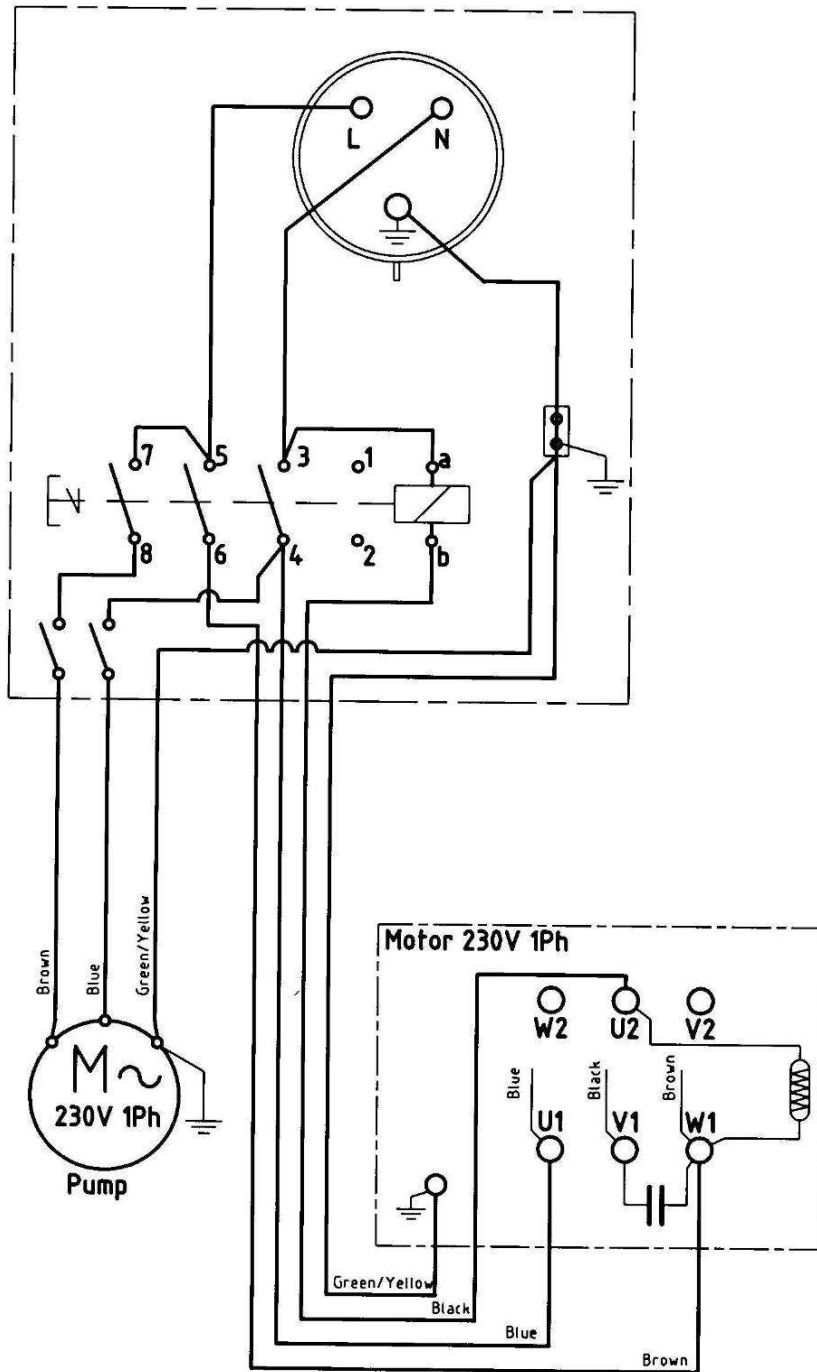 L N
7 5 3 1 a
8 6 4 2 b
Brown
Blue
Green/Yellow
M ~
230V 1Ph
Pump
Motor 230V 1Ph
W2 U2 V2
Blue
Black
Brown
U1 V1 W1
Green/Yellow
Black
Blue
Brown